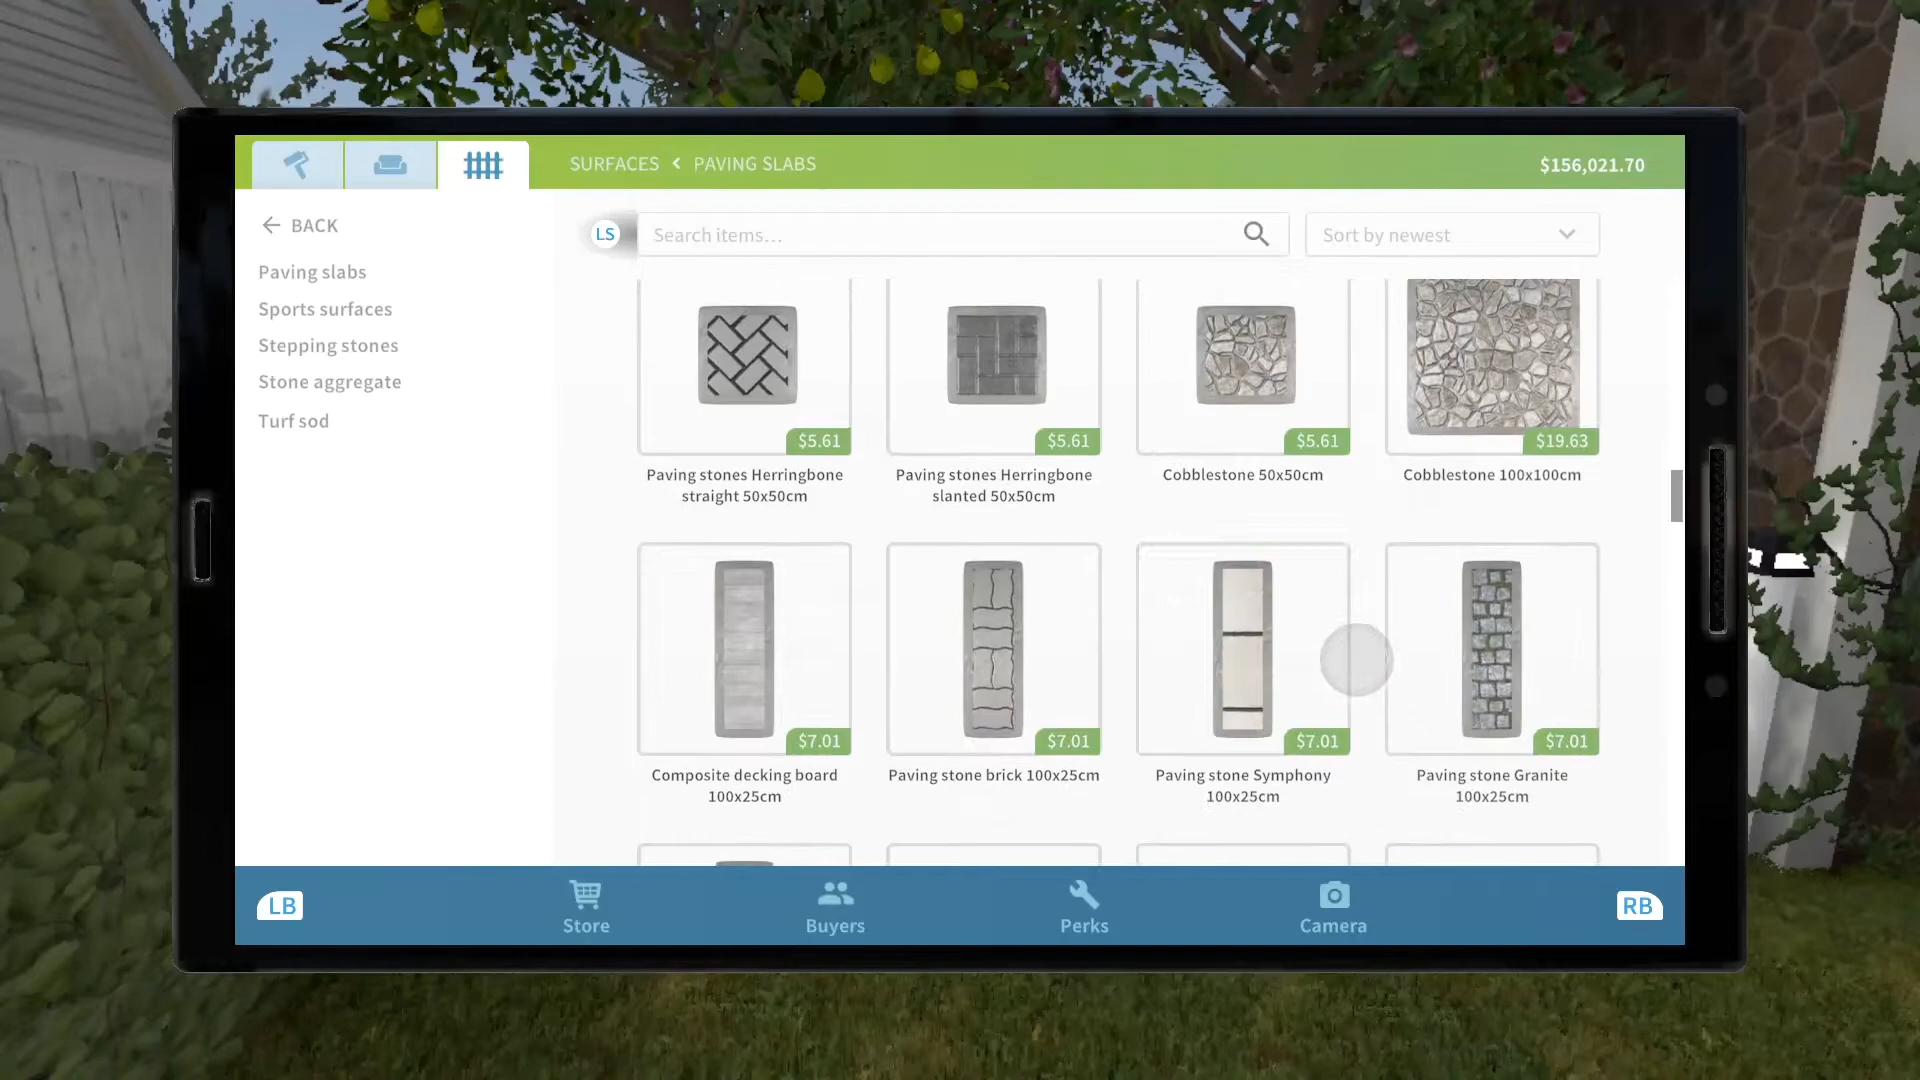 SURFACES < PAVING SLABS
$156,021.70
BACK
Paving slabs
Sports surfaces
Stepping stones
Stone aggregate
Turf sod
LS
Search items...
Sort by newest
$5.61
$5.61
$5.61
$19.63
Paving stones Herringbone
straight 50x50cm
Paving stones Herringbone
slanted 50x50cm
Cobblestone 50x50cm
Cobblestone 100x100cm
$7.01
$7.01
$7.01
$7.01
Composite decking board
100x25cm
Paving stone brick 100x25cm
Paving stone Symphony
100x25cm
Paving stone Granite
100x25cm
LB
Store
Buyers
Perks
Camera
RB